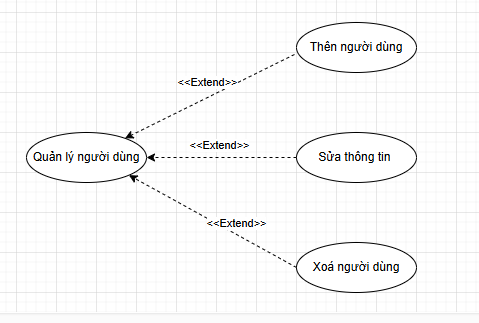 Thên người dùng
<<Extend>>
<<Extend>>
Quản lý người dùng
Sửa thông tin
<<Extend>>
Xoá người dùng